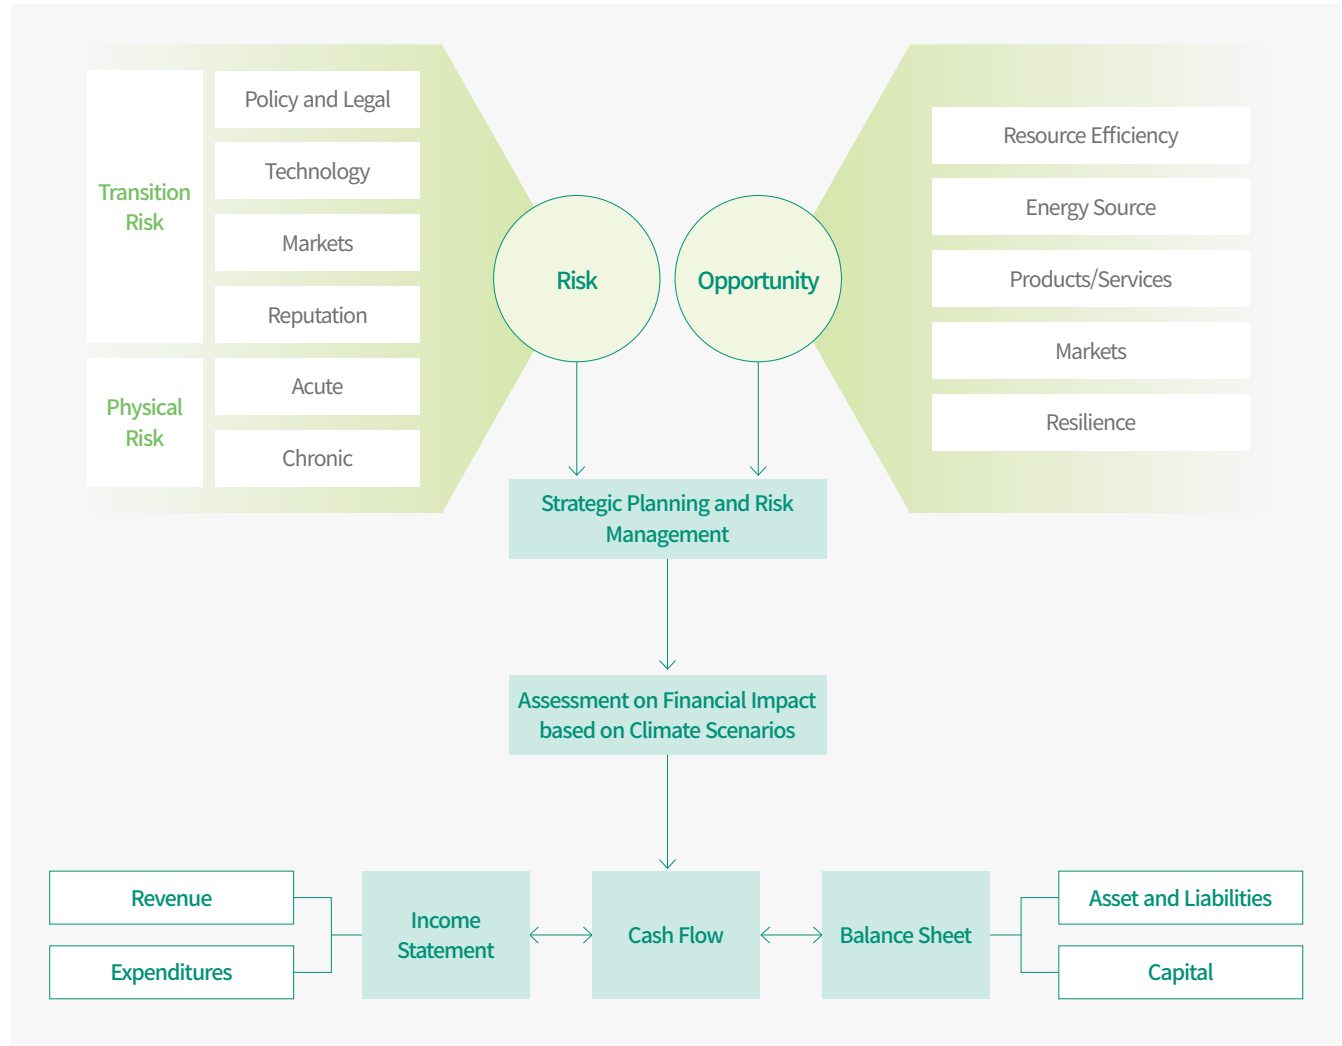 Transition
Risk
Policy and Legal
Technology
Markets
Reputation
Physical
Risk
Acute
Chronic
Risk
Opportunity
Resource Efficiency
Energy Source
Products/Services
Markets
Resilience
Strategic Planning and Risk
Management
Assessment on Financial Impact
based on Climate Scenarios
Revenue
Expenditures
Income
Statement
Cash Flow
Balance Sheet
Asset and Liabilities
Capital